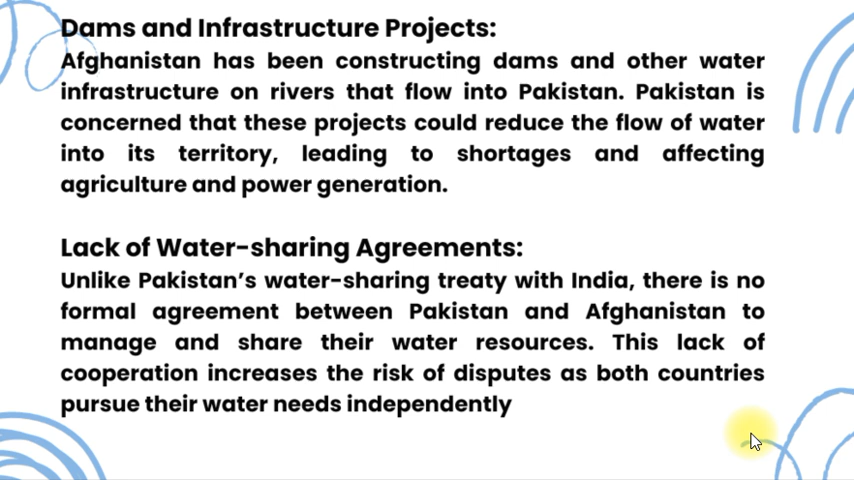 Dams and Infrastructure Projects:
Afghanistan has been constructing dams and other water
infrastructure on rivers that flow into Pakistan. Pakistan is
concerned that these projects could reduce the flow of water
into its territory, leading to shortages and affecting
agriculture and power generation.
Lack of Water-sharing Agreements:
Unlike Pakistan’s water-sharing treaty with India, there is no
formal agreement between Pakistan and Afghanistan to
manage and share their water resources. This lack of
cooperation increases the risk of disputes as both countries
pursue their water needs independently